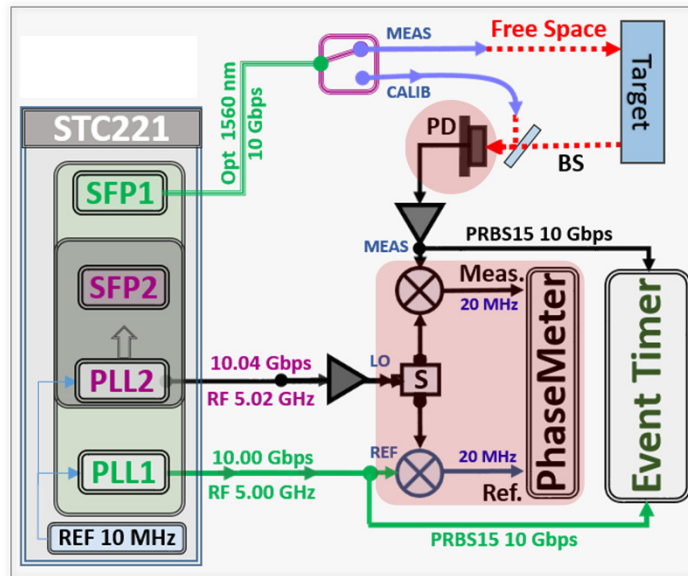 MEAS
Free Space
CALIB
Opt 1560 nm
10 Gbps
Target
PD
BS
STC221
SFP1
MEAS
PRBS15 10 Gbps
SFP2
Meas.
20 MHz
PhaseMeter
Event Timer
10.04 Gbps
LO
S
PLL2
RF 5.02 GHz
10.00 Gbps
REF
20 MHz
PLL1
RF 5.00 GHz
Ref.
REF 10 MHz
PRBS15 10 Gbps